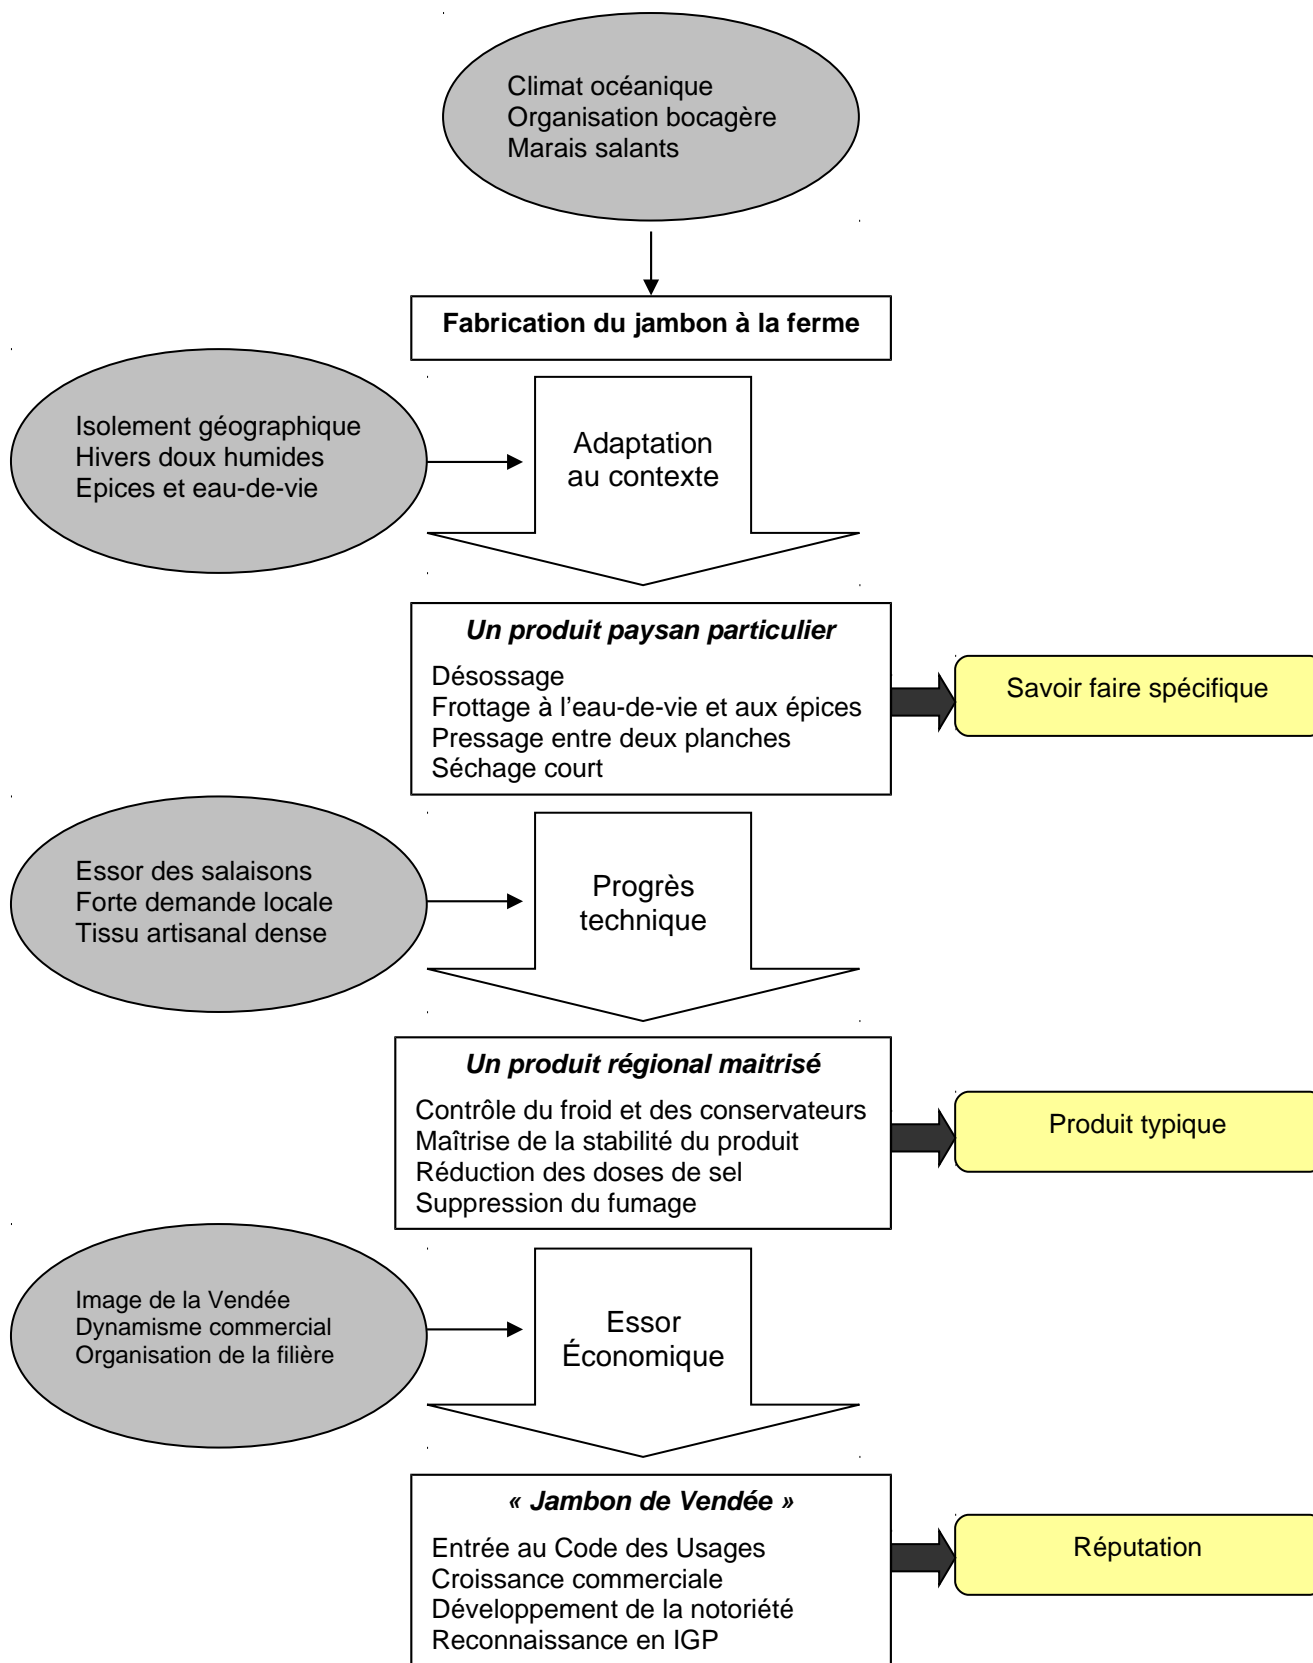 Climat océanique
Organisation bocagère
Marais salants
Fabrication du jambon à la ferme
Isolement géographique
Hivers doux humides
Epices et eau-de-vie
Adaptation
au contexte
Un produit paysan particulier
Désossage
Frottage à l’eau-de-vie et aux épices
Pressage entre deux planches
Séchage court
Savoir faire spécifique
Essor des salaisons
Forte demande locale
Tissu artisanal dense
Progrès
technique
Un produit régional maitrisé
Contrôle du froid et des conservateurs
Maîtrise de la stabilité du produit
Réduction des doses de sel
Suppression du fumage
Produit typique
Image de la Vendée
Dynamisme commercial
Organisation de la filière
Essor
Économique
« Jambon de Vendée »
Entrée au Code des Usages
Croissance commerciale
Développement de la notoriété
Reconnaissance en IGP
Réputation